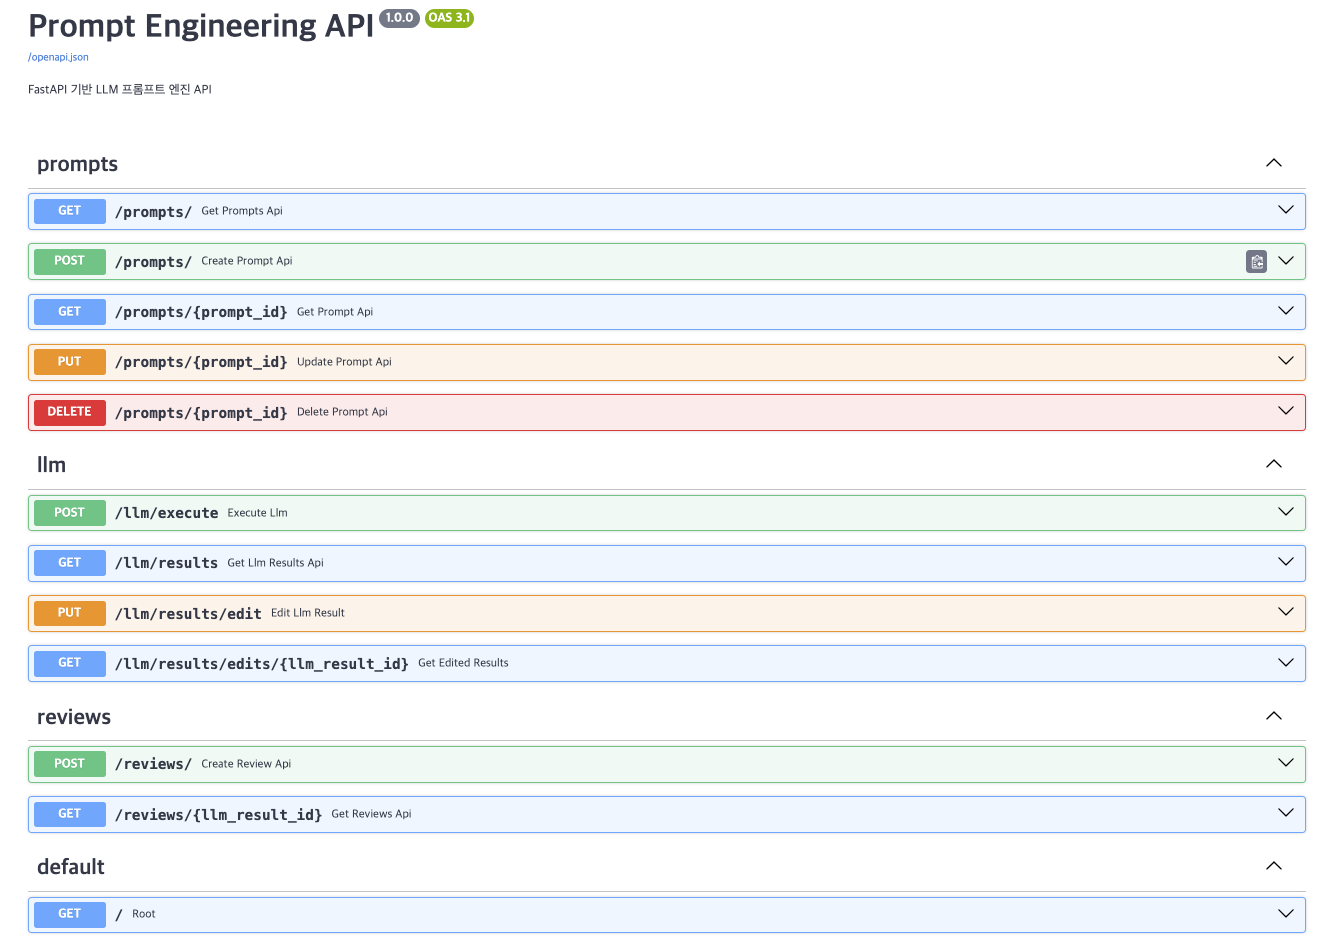 Prompt Engineering API 1.0.0 OAS 3.1
/openapi.json
FastAPI 기반 LLM 프롬프트 엔진 API
prompts
GET /prompts/ Get Prompts Api
POST /prompts/ Create Prompt Api
GET /prompts/{prompt_id} Get Prompt Api
PUT /prompts/{prompt_id} Update Prompt Api
DELETE /prompts/{prompt_id} Delete Prompt Api
llm
POST /llm/execute Execute Llm
GET /llm/results Get Llm Results Api
PUT /llm/results/edit Edit Llm Result
GET /llm/results/edits/{llm_result_id} Get Edited Results
reviews
POST /reviews/ Create Review Api
GET /reviews/{llm_result_id} Get Reviews Api
default
GET / Root